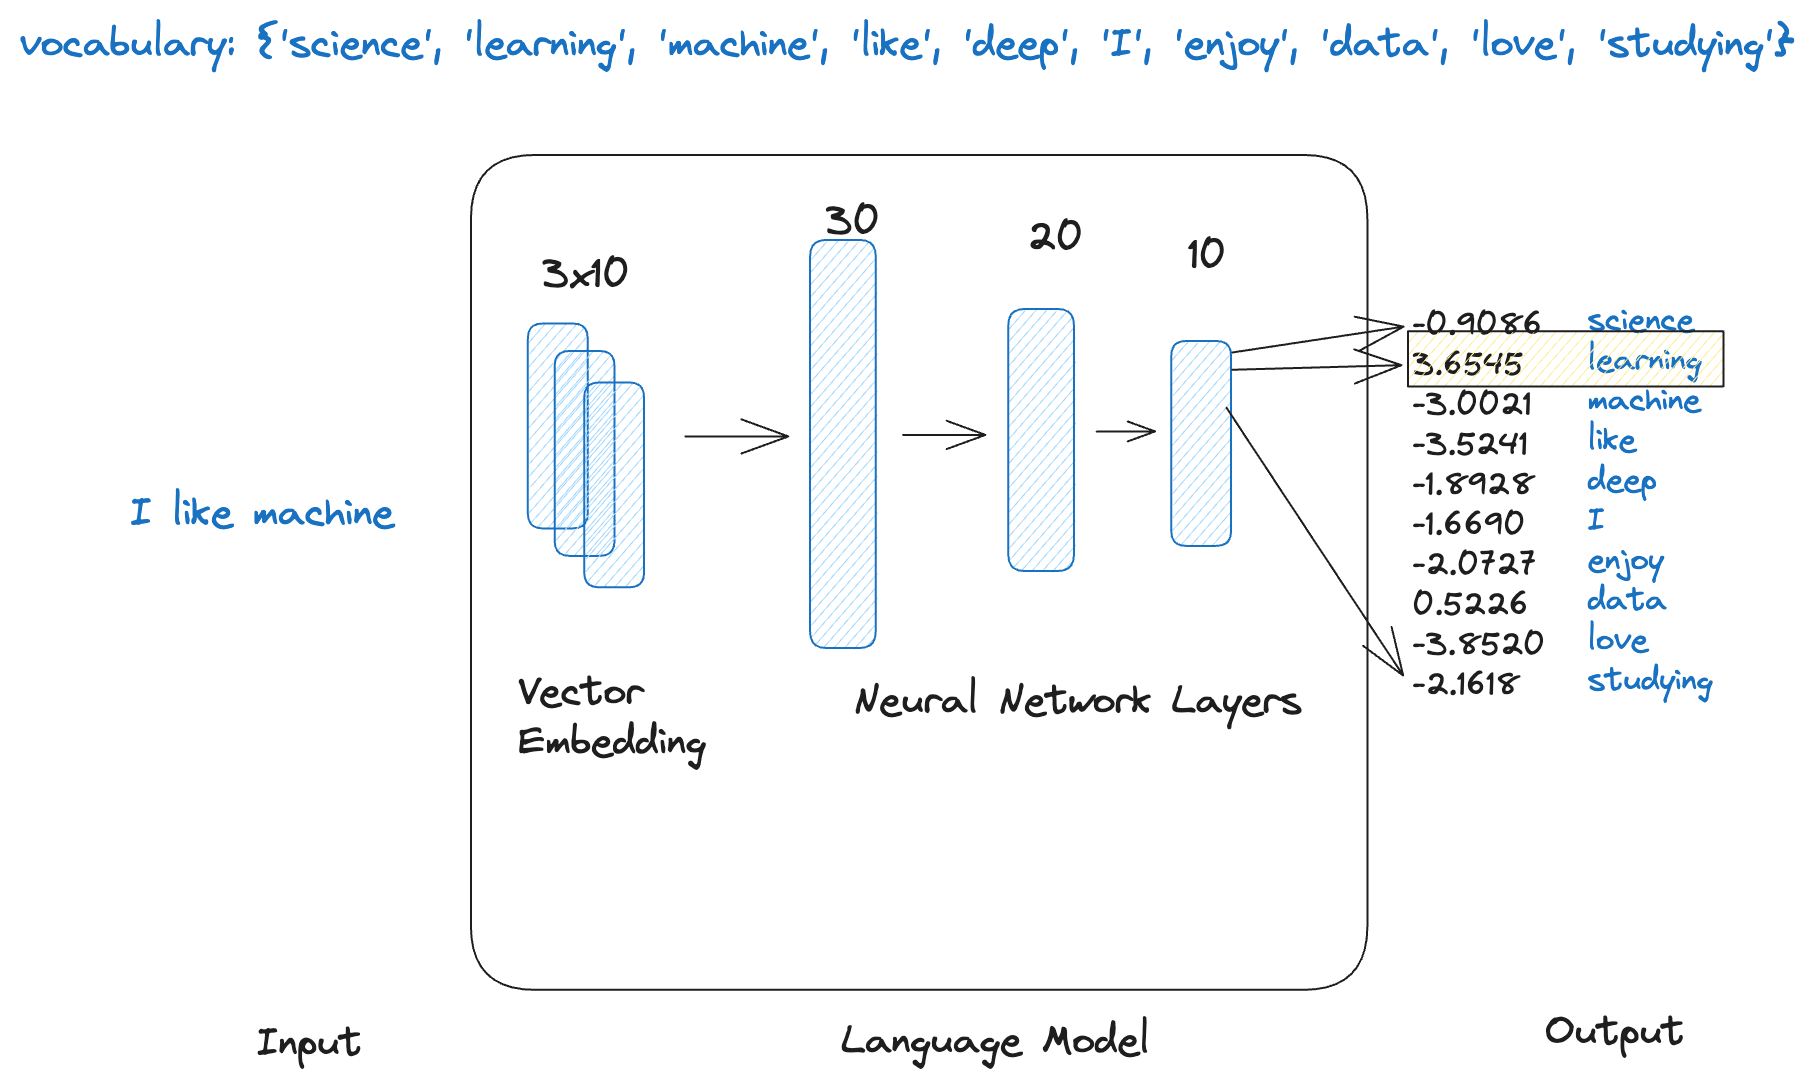 vocabulary: {'science', 'learning', 'machine', 'like', 'deep', 'I', 'enjoy', 'data', 'love', 'studying'}
30
20
10
3x10
-0.9086 science
3.6545 learning
-3.0021 machine
-3.5241 like
-1.8928 deep
I like machine
-1.6690 I
-2.0727 enjoy
0.5226 data
-3.8520 love
-2.1618 studying
Vector
Embedding
Neural Network Layers
Input
Language Model
Output